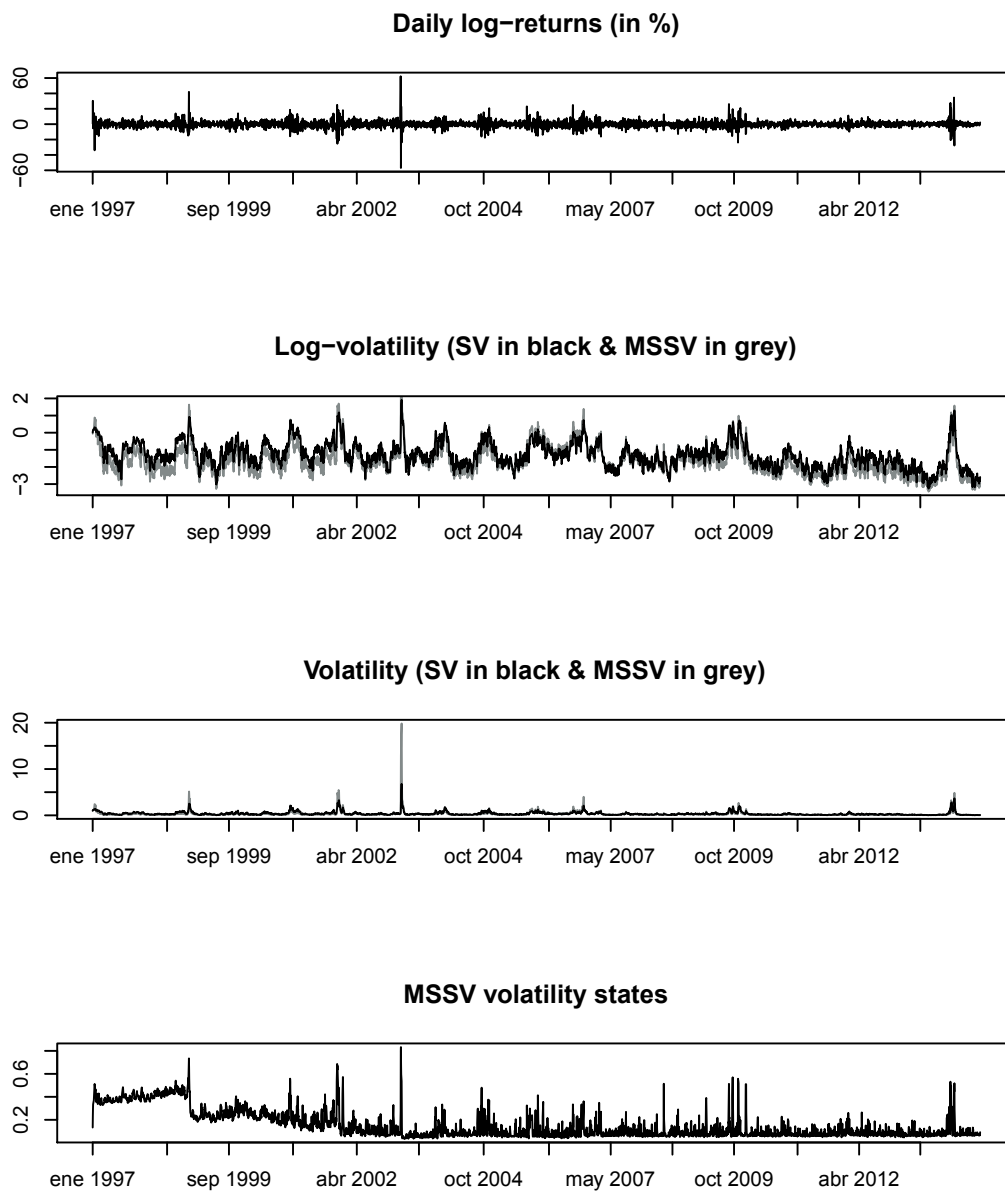 Daily log−returns (in %)
60
0
−60
ene 1997 sep 1999 abr 2002 oct 2004 may 2007 oct 2009 abr 2012
Log−volatility (SV in black & MSSV in grey)
2
0
−3
ene 1997 sep 1999 abr 2002 oct 2004 may 2007 oct 2009 abr 2012
Volatility (SV in black & MSSV in grey)
20
10
0
ene 1997 sep 1999 abr 2002 oct 2004 may 2007 oct 2009 abr 2012
MSSV volatility states
0.6
0.2
ene 1997 sep 1999 abr 2002 oct 2004 may 2007 oct 2009 abr 2012